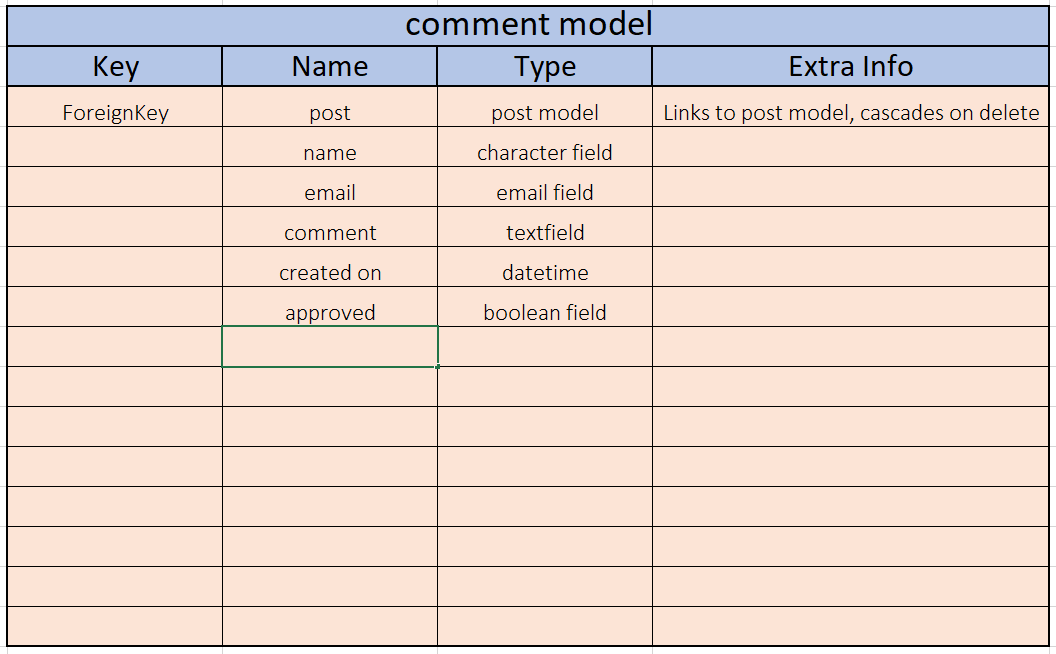 comment model
Key Name Type Extra Info
ForeignKey post post model Links to post model, cascades on delete
name character field
email email field
comment textfield
created on datetime
approved boolean field